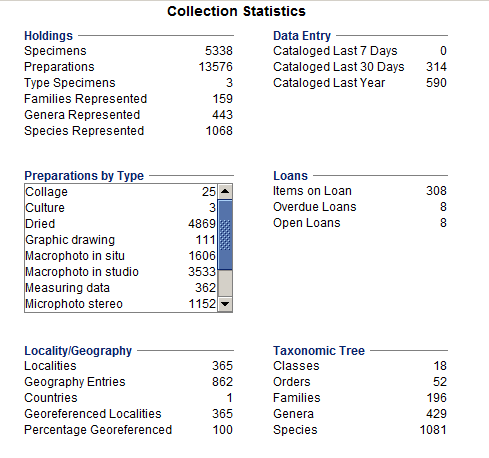 Collection Statistics
Holdings
Specimens 5338
Preparations 13576
Type Specimens 3
Families Represented 159
Genera Represented 443
Species Represented 1068
Data Entry
Cataloged Last 7 Days 0
Cataloged Last 30 Days 314
Cataloged Last Year 590
Preparations by Type
Collage 25
Culture 3
Dried 4869
Graphic drawing 111
Macrophoto in situ 1606
Macrophoto in studio 3533
Measuring data 362
Microphoto stereo 1152
Loans
Items on Loan 308
Overdue Loans 8
Open Loans 8
Locality/Geography
Localities 365
Geography Entries 862
Countries 1
Georeferenced Localities 365
Percentage Georeferenced 100
Taxonomic Tree
Classes 18
Orders 52
Families 196
Genera 429
Species 1081